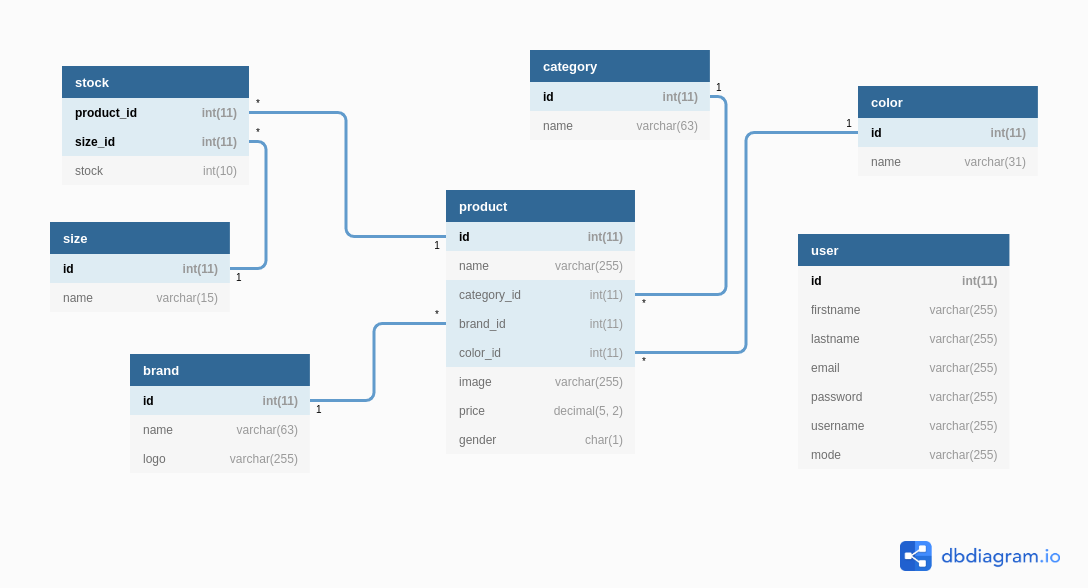 stock
product_id int(11)
size_id int(11)
stock int(10)
*
*
size
id int(11)
name varchar(15)
1
brand
id int(11)
name varchar(63)
logo varchar(255)
1
category
id int(11)
name varchar(63)
1
product
id int(11)
name varchar(255)
category_id int(11)
brand_id int(11)
color_id int(11)
image varchar(255)
price decimal(5, 2)
gender char(1)
1
*
*
*
color
id int(11)
name varchar(31)
1
user
id int(11)
firstname varchar(255)
lastname varchar(255)
email varchar(255)
password varchar(255)
username varchar(255)
mode varchar(255)
dbdiagram.io